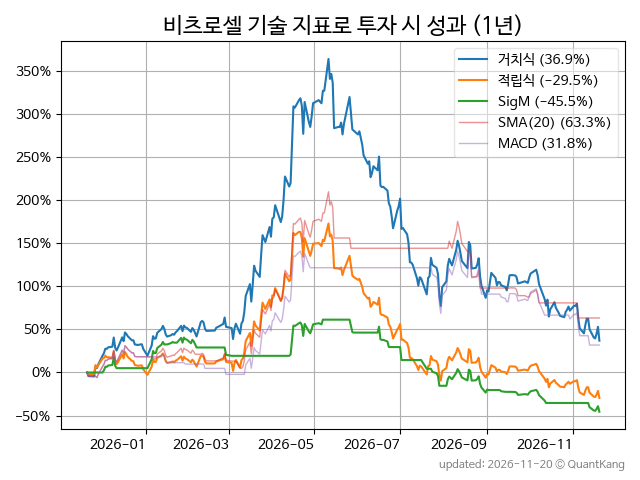 비츠로셀 기술 지표로 투자 시 성과 (1년)
거치식 (36.9%)
적립식 (−29.5%)
SigM (−45.5%)
SMA(20) (63.3%)
MACD (31.8%)
350%
300%
250%
200%
150%
100%
50%
0%
−50%
2026-01 2026-03 2026-05 2026-07 2026-09 2026-11
updated: 2026-11-20 © QuantKang